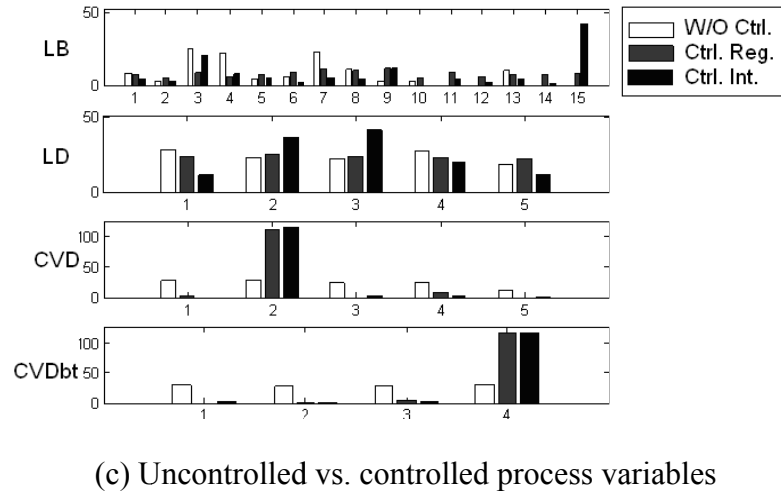 LB
50
0
1 2 3 4 5 6 7 8 9 10 11 12 13 14 15
W/O Ctrl.
Ctrl. Reg.
Ctrl. Int.
LD
50
0
1 2 3 4 5
CVD
100
50
0
1 2 3 4 5
CVDbt
100
50
0
1 2 3 4
(c) Uncontrolled vs. controlled process variables